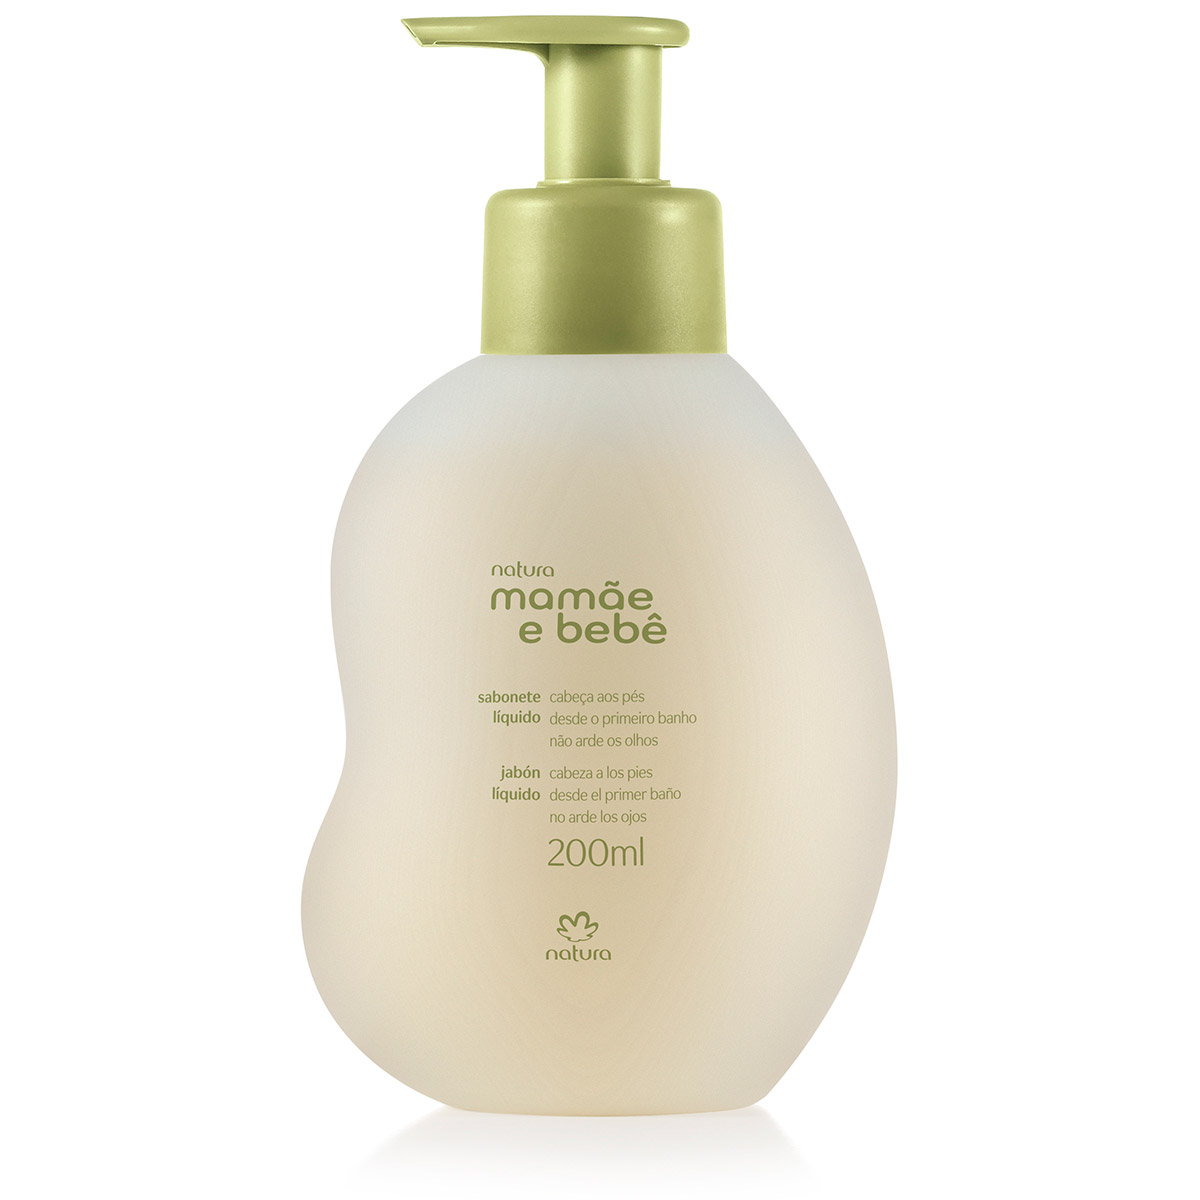 natura
mamãe
e bebê
sabonete cabeça aos pés
líquido desde o primeiro banho
não arde os olhos
jabón cabeza a los pies
líquido desde el primer baño
no arde los ojos
200ml
natura